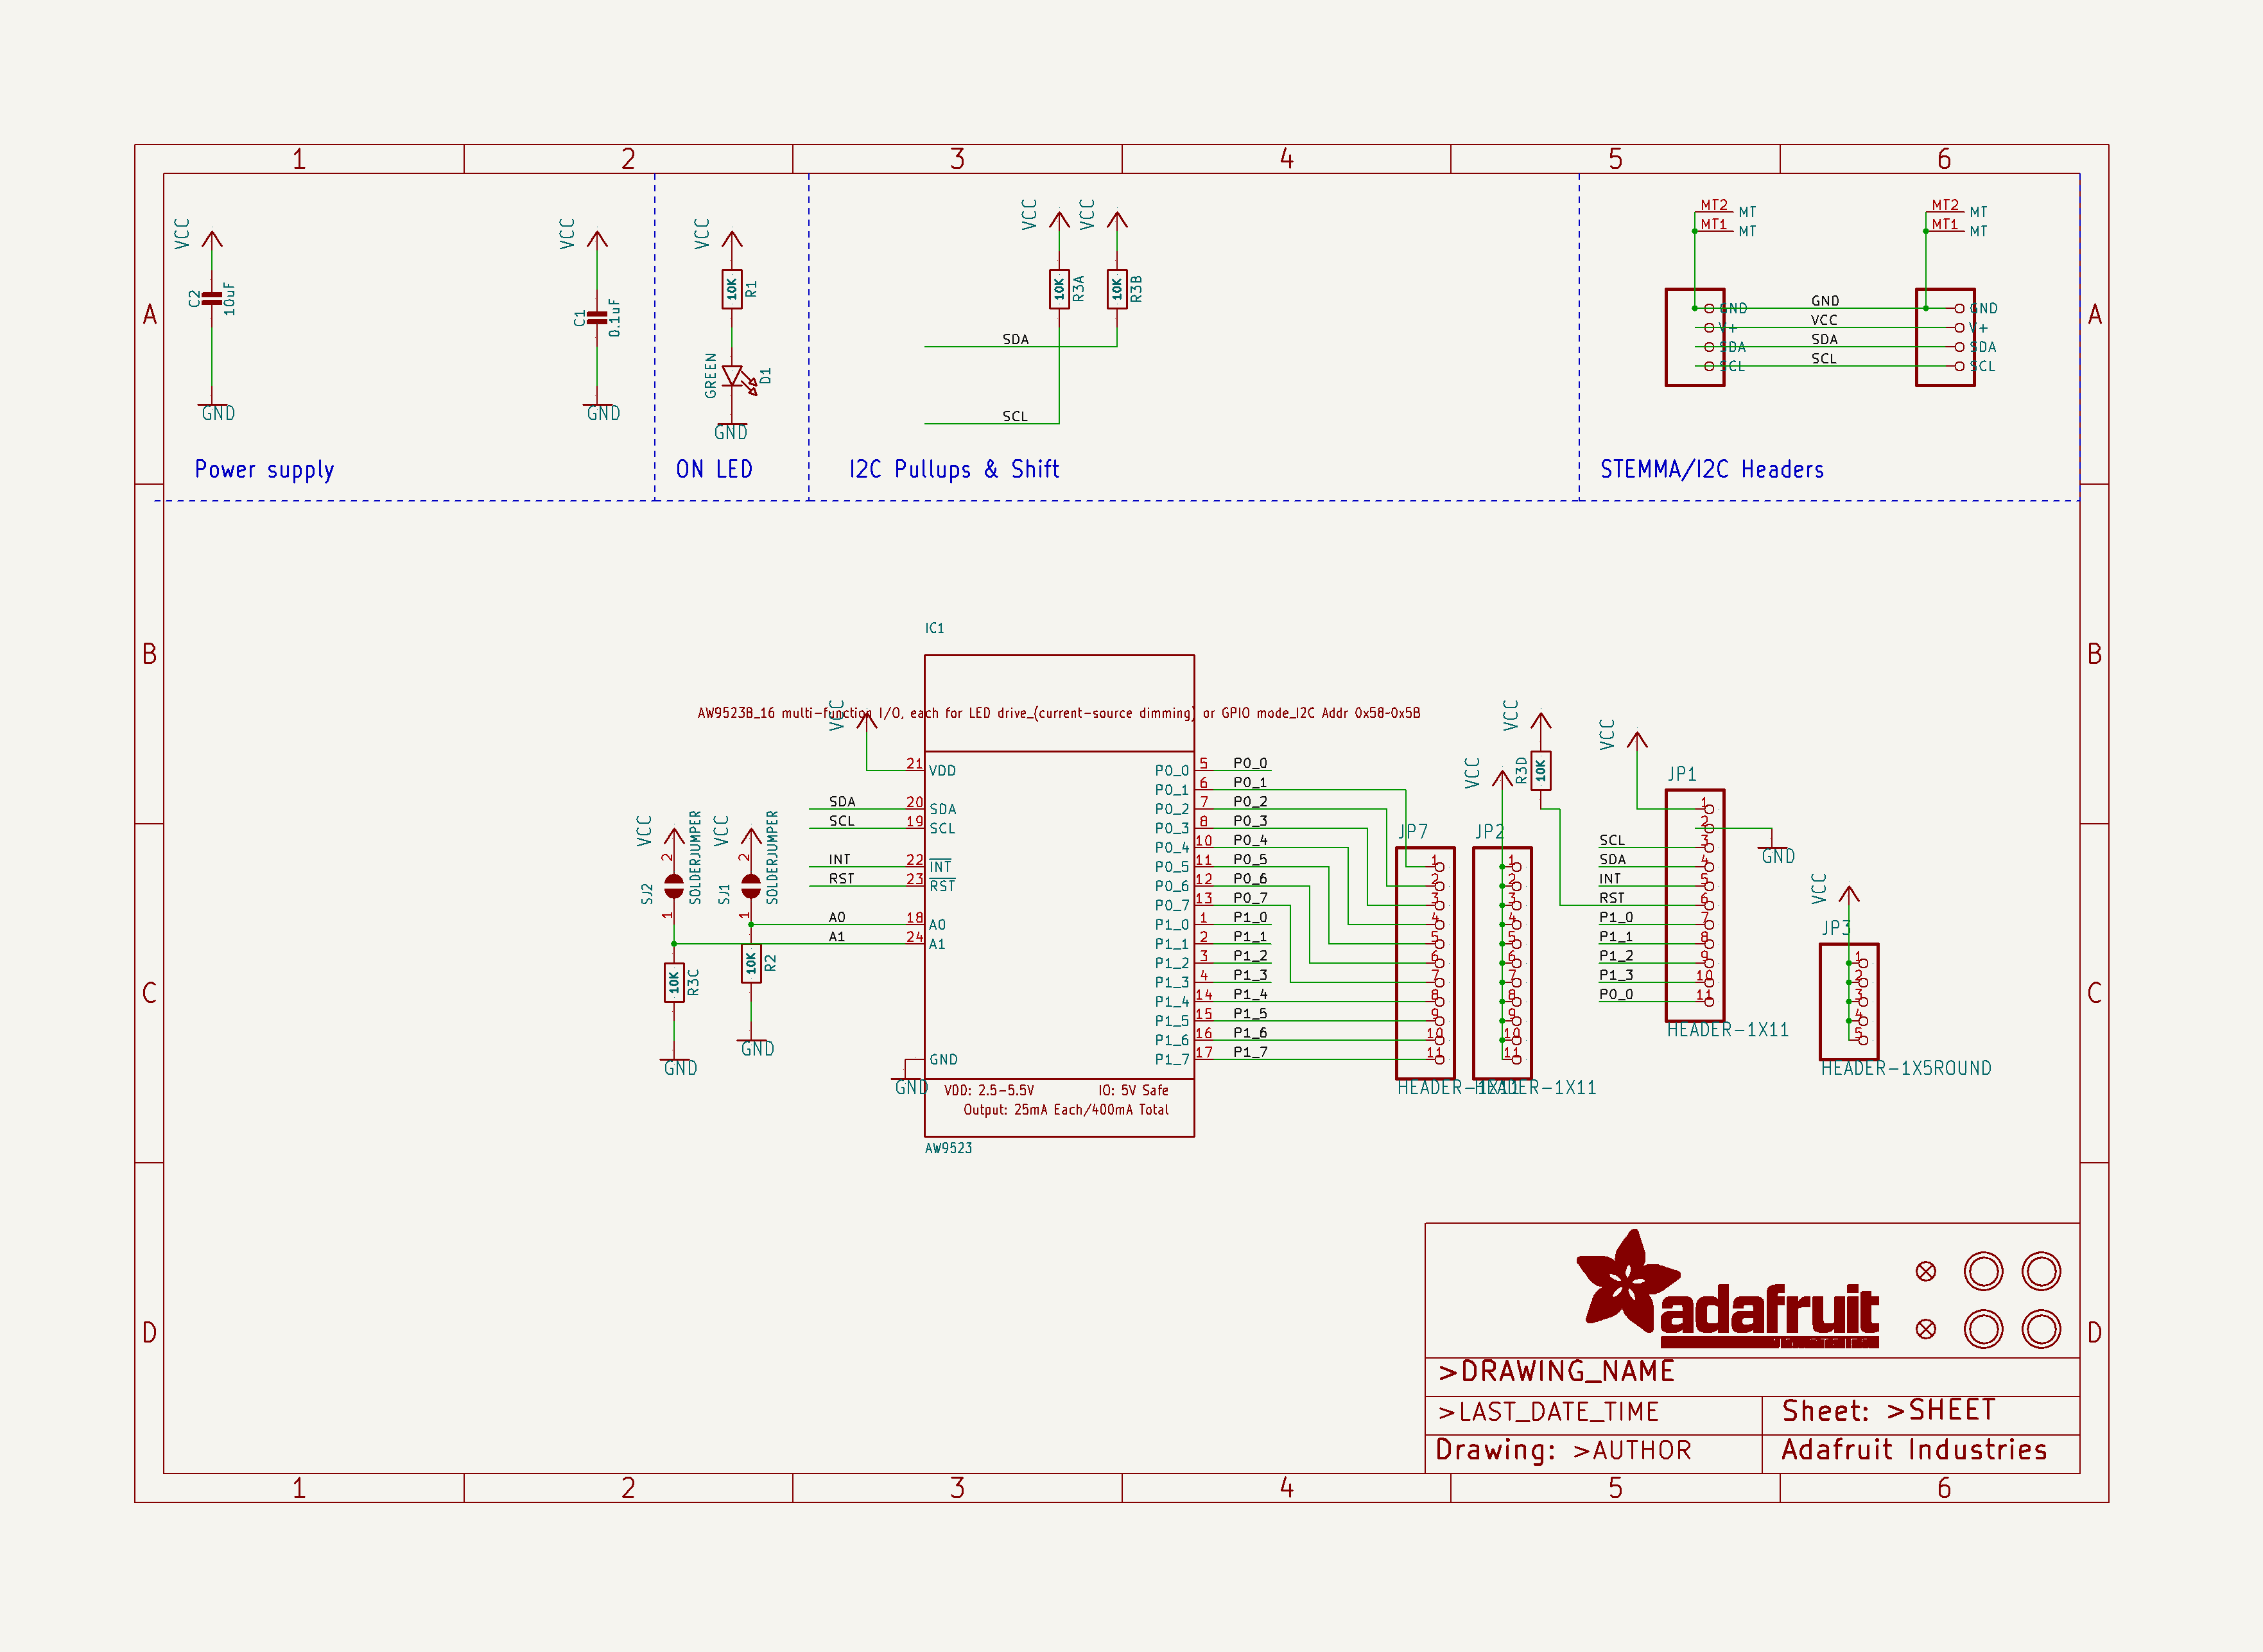 1 2 3 4 5 6
A A
B B
C C
D D
1 2 3 4 5 6
VCC
C2
10uF
GND
VCC
C1
0.1uF
GND
Power supply
VCC
10K
R1
GREEN
D1
GND
ON LED
VCC VCC
10K
R3A
10K
R3B
SDA
SCL
I2C Pullups & Shift
MT2 MT
MT1 MT
MT2 MT
MT1 MT
GND GND GND
V+ VCC V+
SDA SDA SDA
SCL SCL SCL
STEMMA/I2C Headers
IC1
VCC
AW9523B_16 multi-function I/O, each for LED drive_(current-source dimming) or GPIO mode_I2C Addr 0x58-0x5B
21 VDD
SDA 20 SDA
SCL 19 SCL
INT 22 INT
RST 23 RST
A0 18 A0
A1 24 A1
GND
GND
P0_0 5 P0_0
P0_1 6 P0_1
P0_2 7 P0_2
P0_3 8 P0_3
P0_4 10 P0_4
P0_5 11 P0_5
P0_6 12 P0_6
P0_7 13 P0_7
P1_0 1 P1_0
P1_1 2 P1_1
P1_2 3 P1_2
P1_3 4 P1_3
P1_4 14 P1_4
P1_5 15 P1_5
P1_6 16 P1_6
P1_7 17 P1_7
VDD: 2.5-5.5V IO: 5V Safe
Output: 25mA Each/400mA Total
AW9523
VCC
2
SJ2
SOLDERJUMPER
1
10K
R3C
GND
VCC
2
SJ1
SOLDERJUMPER
1
10K
R2
GND
JP7
1
2
3
4
5
6
7
8
9
10
11
HEADER-1X11
VCC
JP2
1
2
3
4
5
6
7
8
9
10
11
HEADER-1X11
VCC
R3D
10K
VCC
JP1
1
2
GND
SCL 3
SDA 4
INT 5
RST 6
P1_0 7
P1_1 8
P1_2 9
P1_3 10
P0_0 11
HEADER-1X11
VCC
JP3
1
2
3
4
5
HEADER-1X5ROUND
adafruit
>DRAWING_NAME
>LAST_DATE_TIME
Sheet: >SHEET
Drawing: >AUTHOR
Adafruit Industries